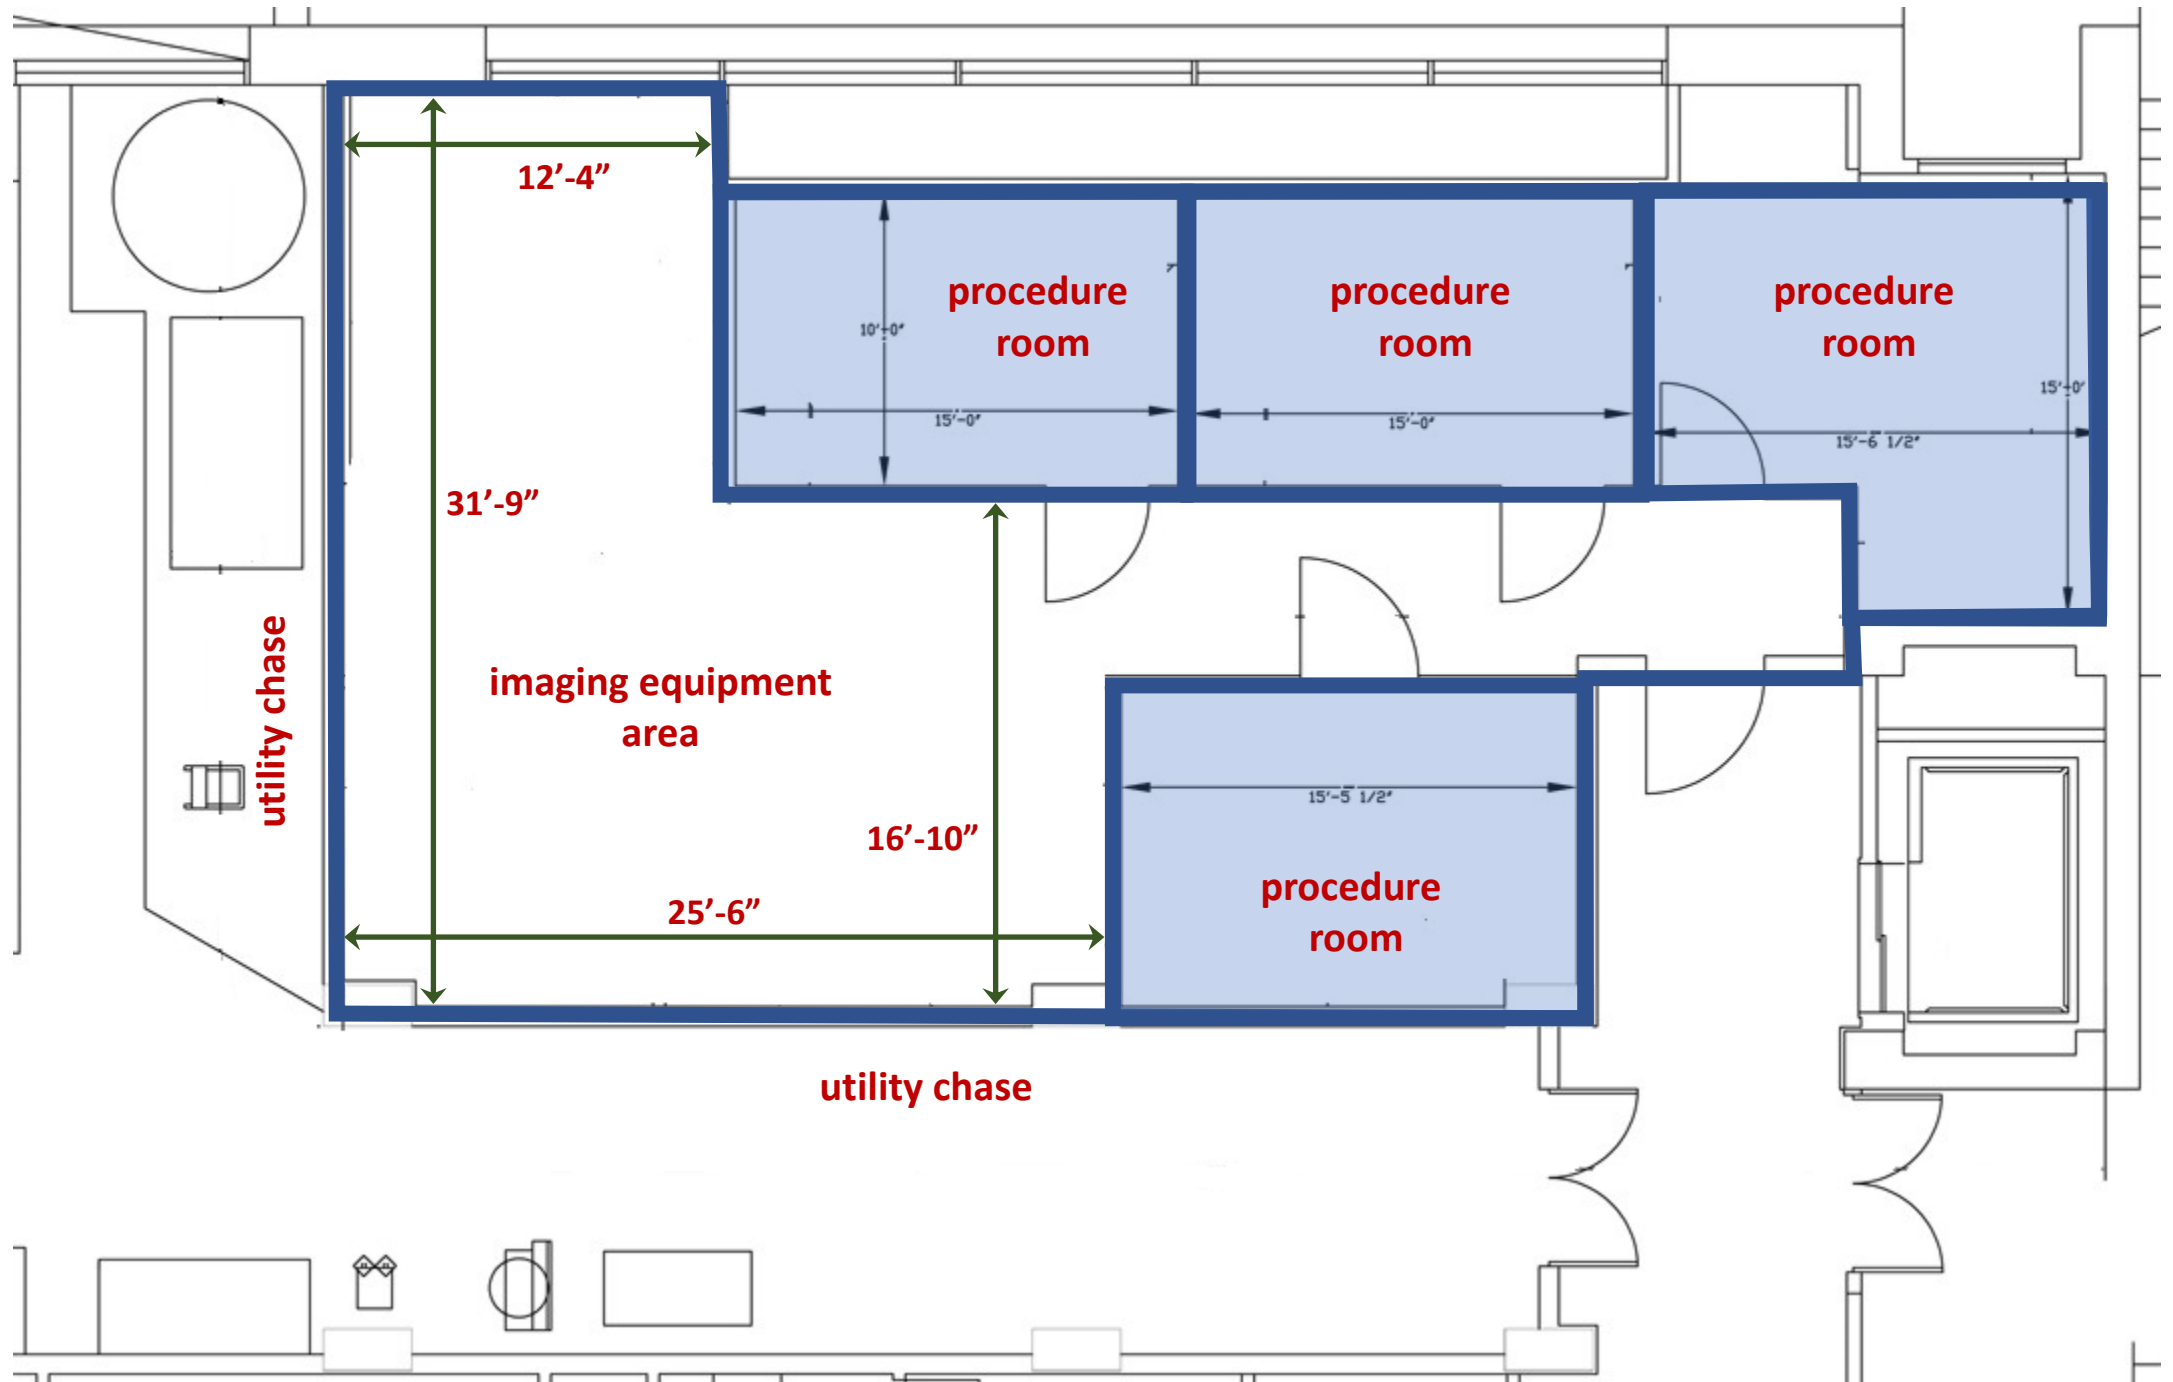 12’-4”
procedure
room
procedure
room
procedure
room
10'-0"
15'-0"
15'-0"
15'-0"
15'-6 1/2"
31’-9”
utility chase
imaging equipment
area
15'-5 1/2"
16’-10”
25’-6”
procedure
room
utility chase